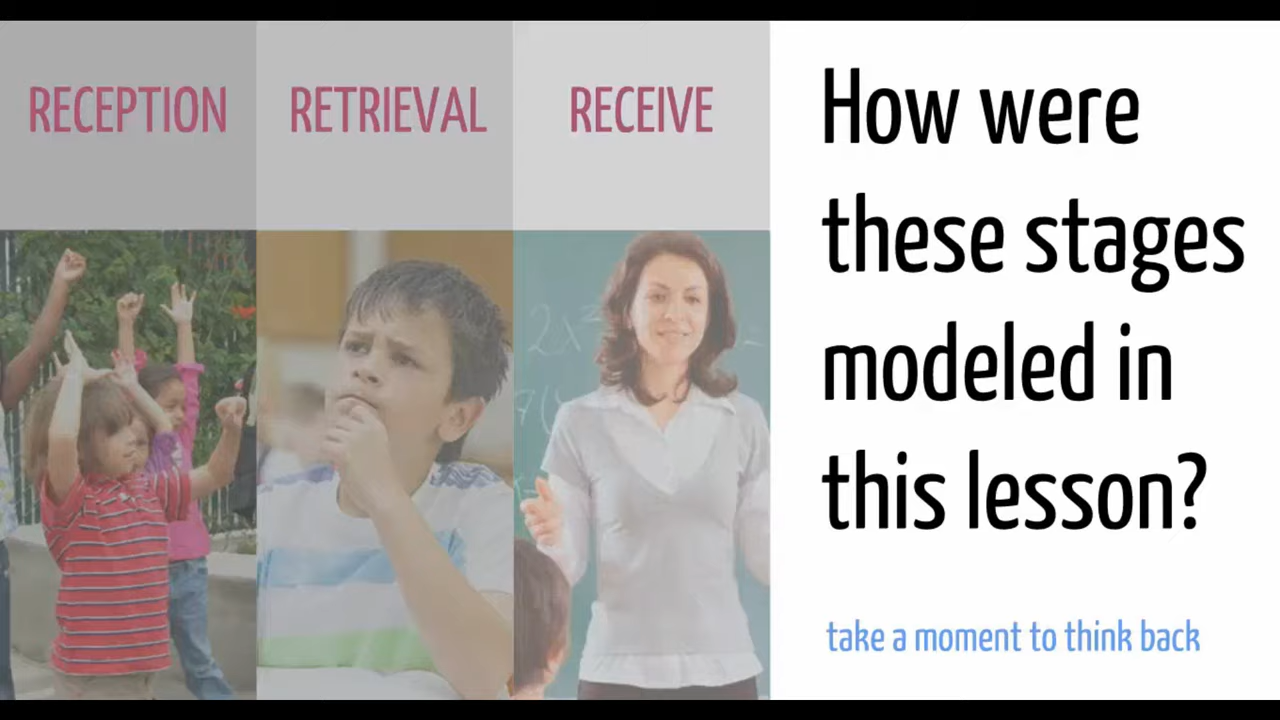 RECEPTION
RETRIEVAL
RECEIVE
How were
these stages
modeled in
this lesson?
take a moment to think back